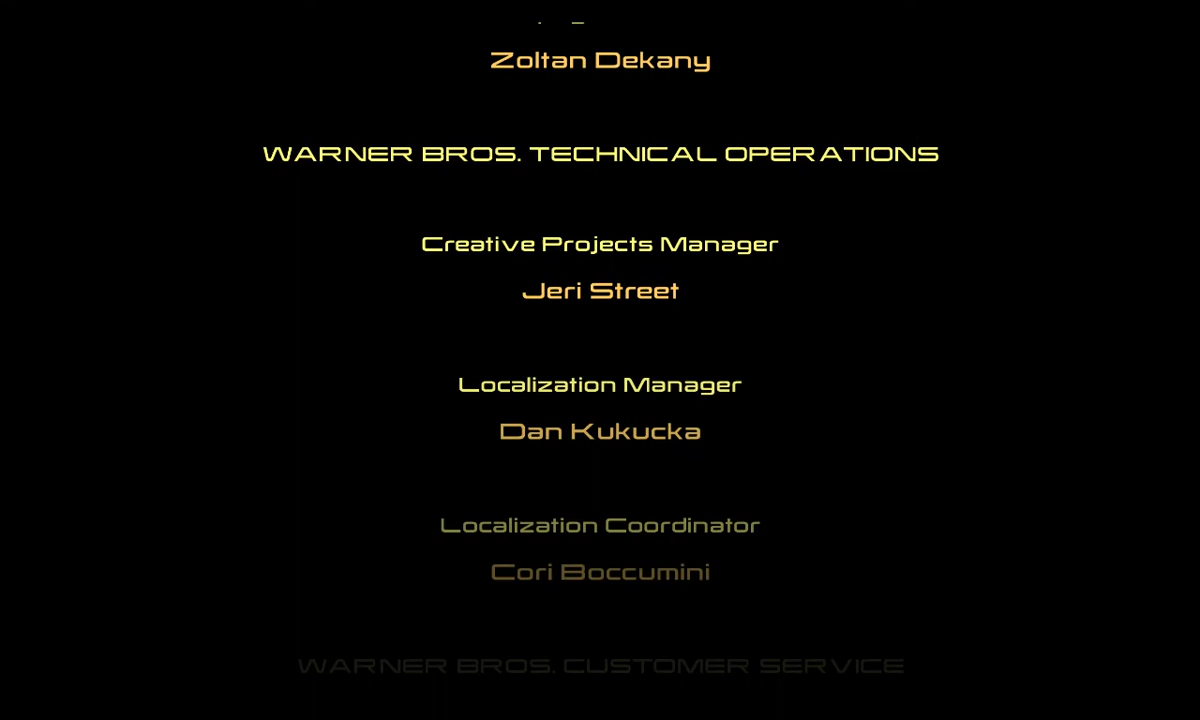 Zoltan Dekany
WARNER BROS. TECHNICAL OPERATIONS
Creative Projects Manager
Jeri Street
Localization Manager
Dan Kukucka
Localization Coordinator
Cori Boccumini
WARNER BROS. CUSTOMER SERVICE